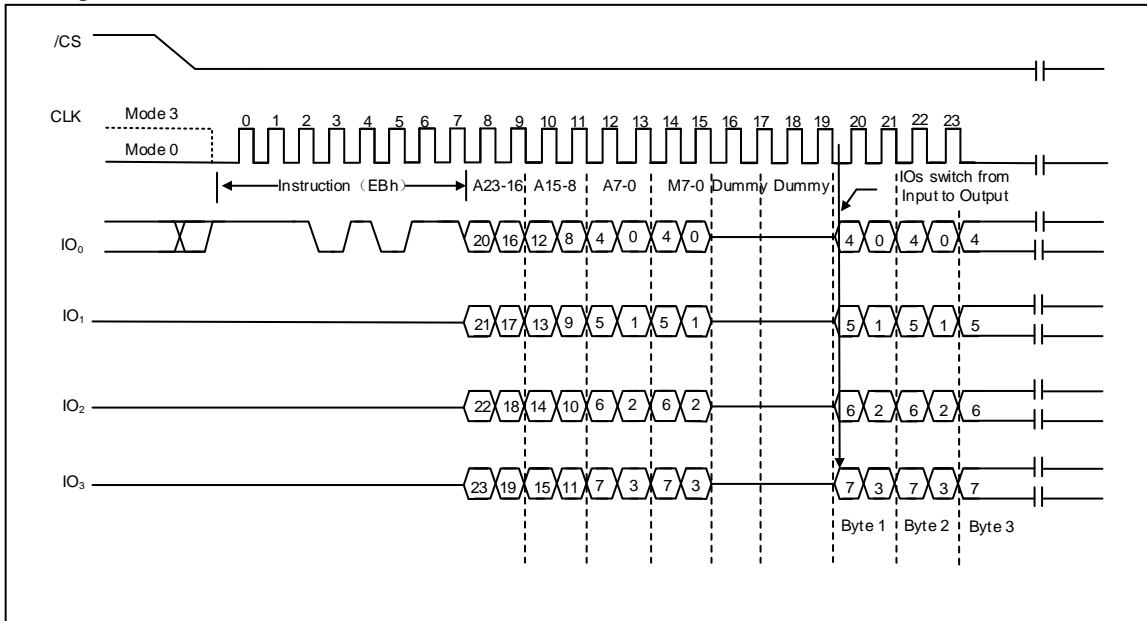 /CS
CLK
Mode 3
Mode 0
0 1 2 3 4 5 6 7 8 9 10 11 12 13 14 15 16 17 18 19 20 21 22 23
Instruction（EBh） A23-16 A15-8 A7-0 M7-0 Dummy Dummy
IOs switch from
Input to Output
IO₀ 20 16 12 8 4 0 4 0 4 0 4 0 4
IO₁ 21 17 13 9 5 1 5 1 5 1 5 1 5
IO₂ 22 18 14 10 6 2 6 2 6 2 6 2 6
IO₃ 23 19 15 11 7 3 7 3 7 3 7 3 7
Byte 1 Byte 2 Byte 3